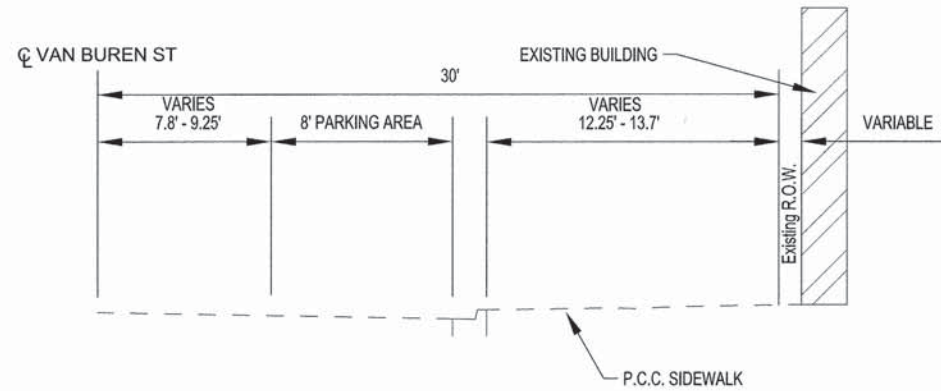 ℄ VAN BUREN ST
EXISTING BUILDING
30'
VARIES
7.8' - 9.25'
8' PARKING AREA
VARIES
12.25' - 13.7'
VARIABLE
Existing R.O.W.
P.C.C. SIDEWALK